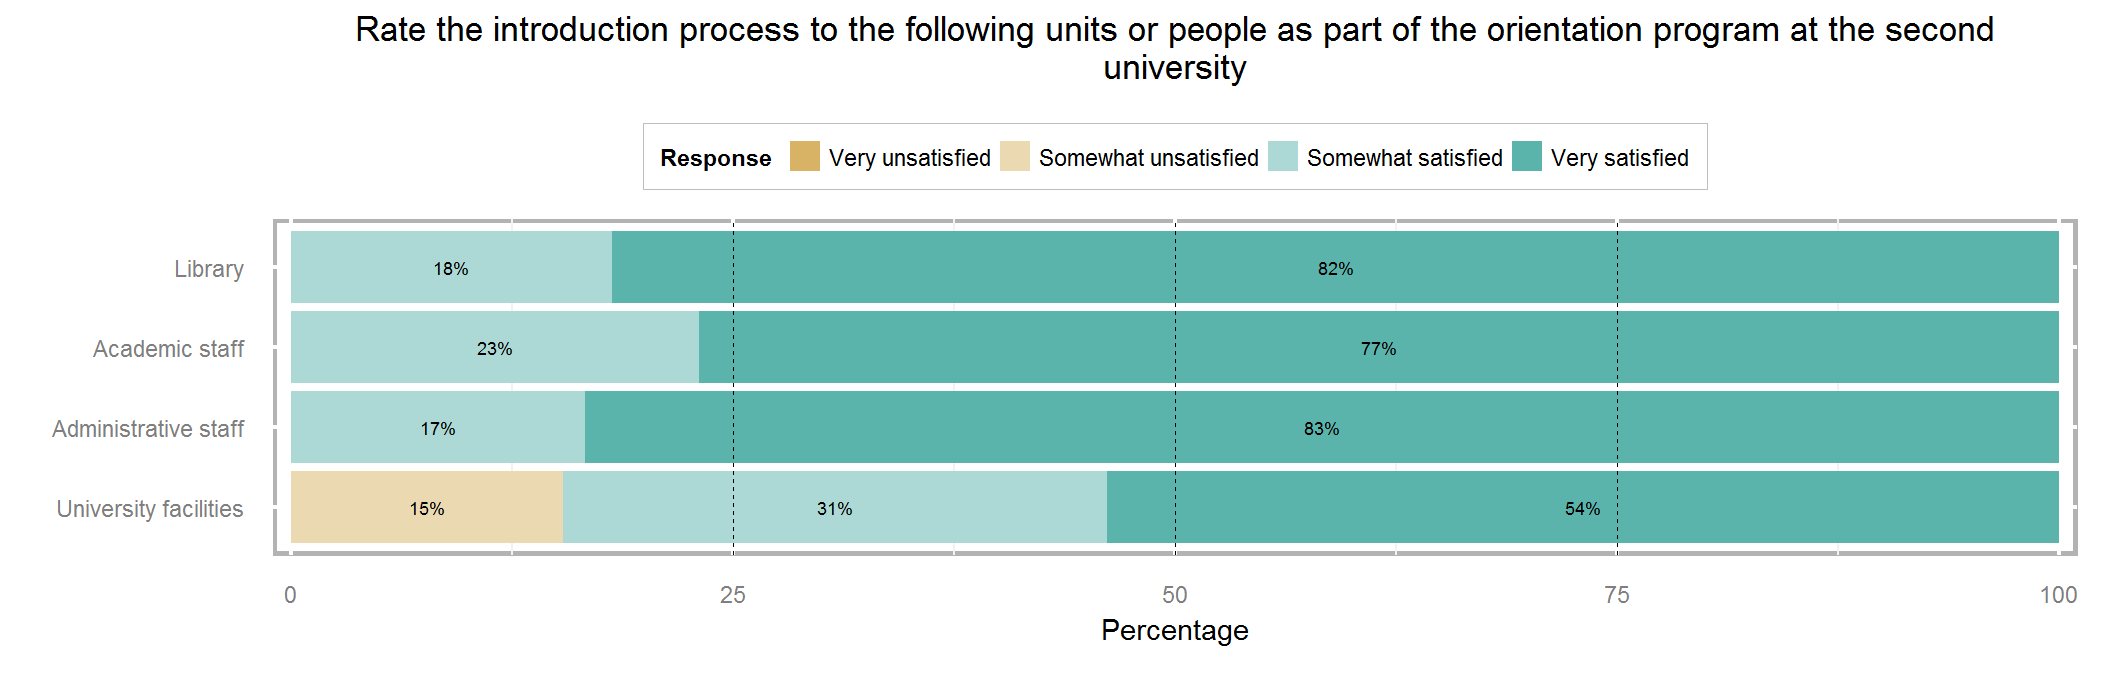 Rate the introduction process to the following units or people as part of the orientation program at the second
university
Response Very unsatisfied Somewhat unsatisfied Somewhat satisfied Very satisfied
Library 18% 82%
Academic staff 23% 77%
Administrative staff 17% 83%
University facilities 15% 31% 54%
0 25 50 75 100
Percentage